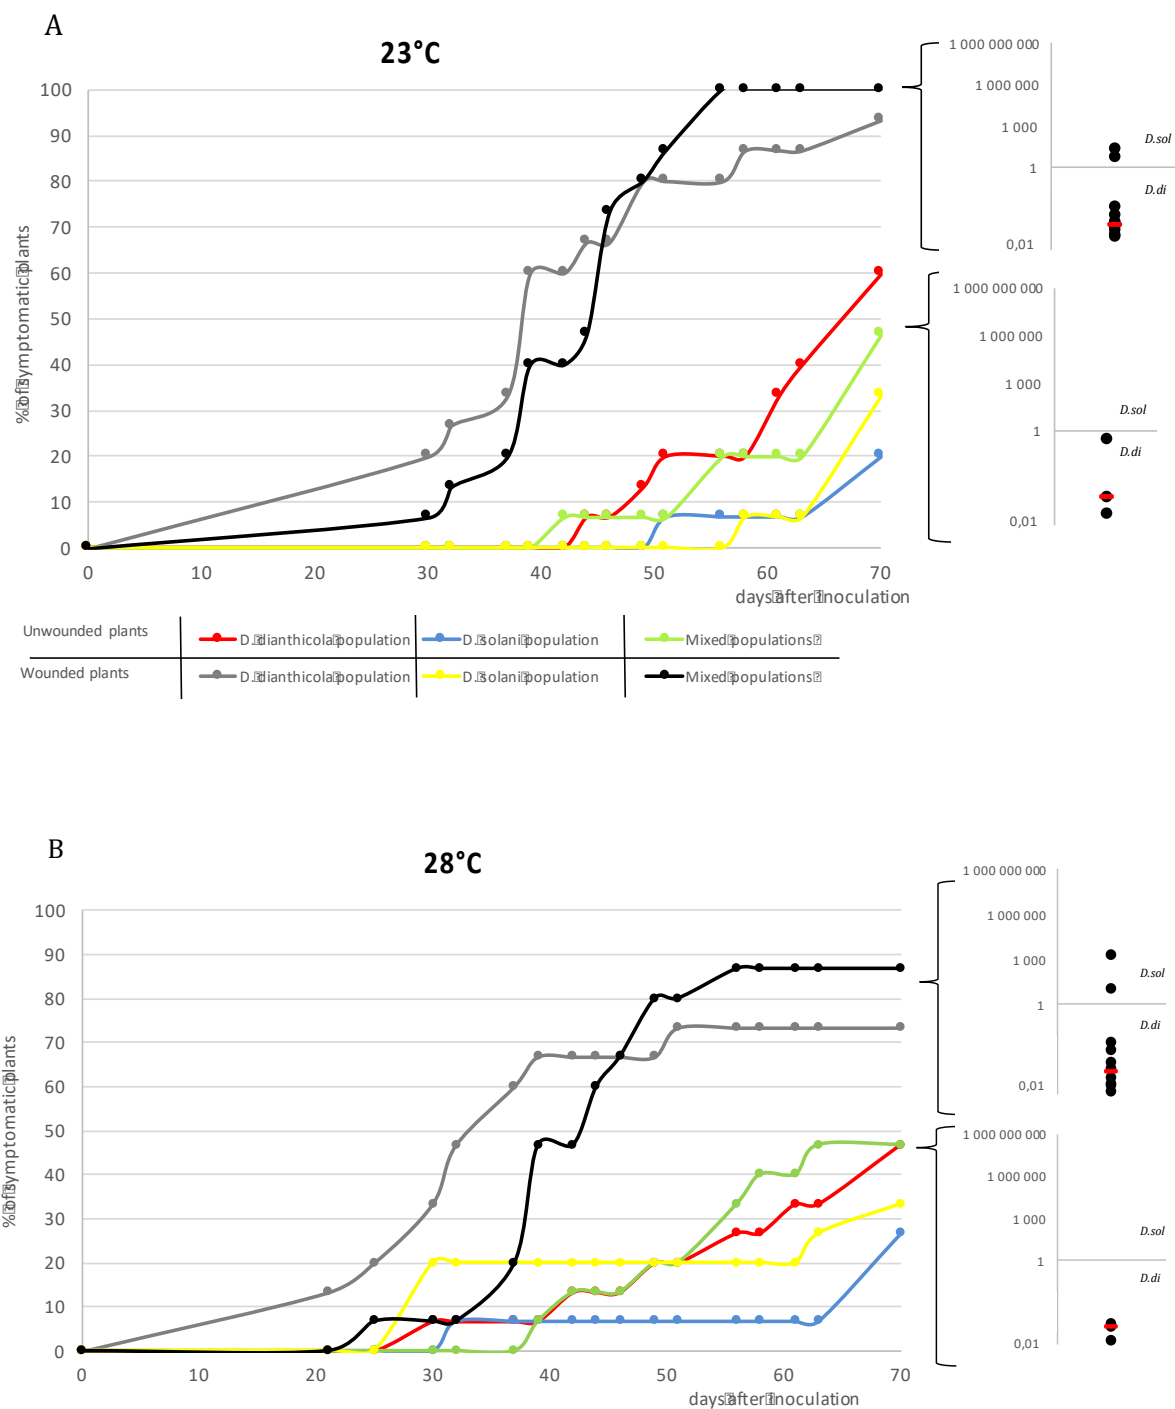 A
23°C
100
90
80
70
60
50
40
30
20
10
0
% of symptomatic plants
0 10 20 30 40 50 60 70
days after inoculation
1 000 000 000
1 000 000
1 000
1
0,01
D.sol
D.di
1 000 000 000
1 000 000
1 000
1
0,01
D.sol
D.di
Unwounded plants
D. dianthicola population
D. solani population
Mixed populations
Wounded plants
D. dianthicola population
D. solani population
Mixed populations
B
28°C
100
90
80
70
60
50
40
30
20
10
0
% of symptomatic plants
0 10 20 30 40 50 60 70
days after inoculation
1 000 000 000
1 000 000
1 000
1
0,01
D.sol
D.di
1 000 000 000
1 000 000
1 000
1
0,01
D.sol
D.di